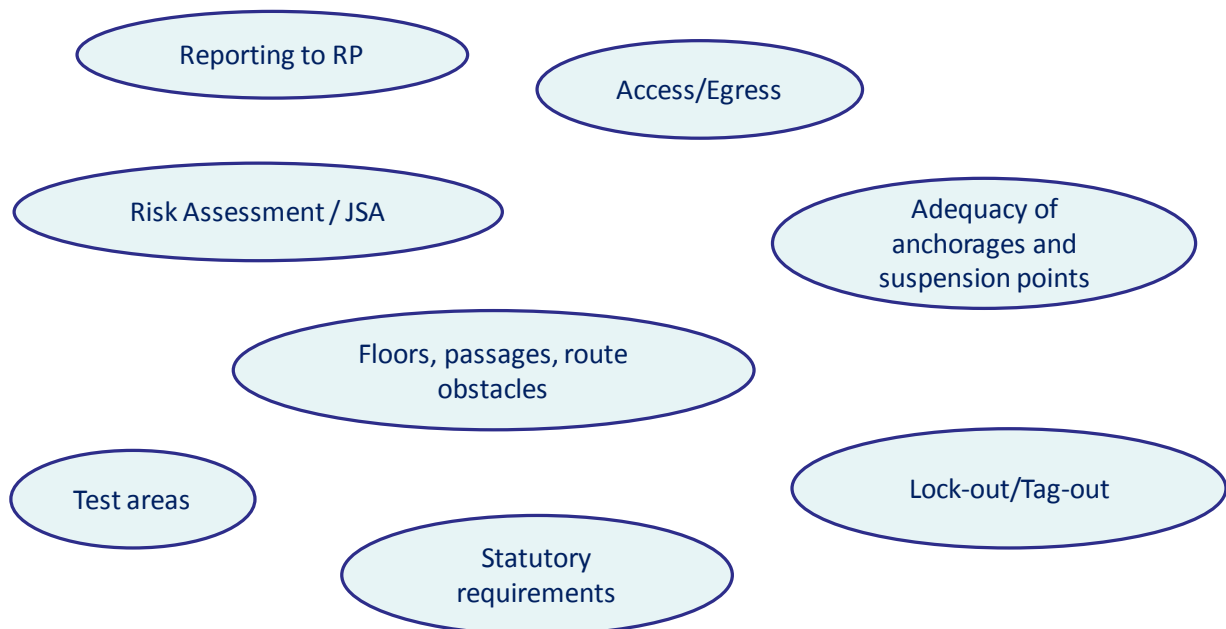 Reporting to RP
Access/Egress
Risk Assessment / JSA
Adequacy of
anchorages and
suspension points
Floors, passages, route
obstacles
Test areas
Lock-out/Tag-out
Statutory
requirements